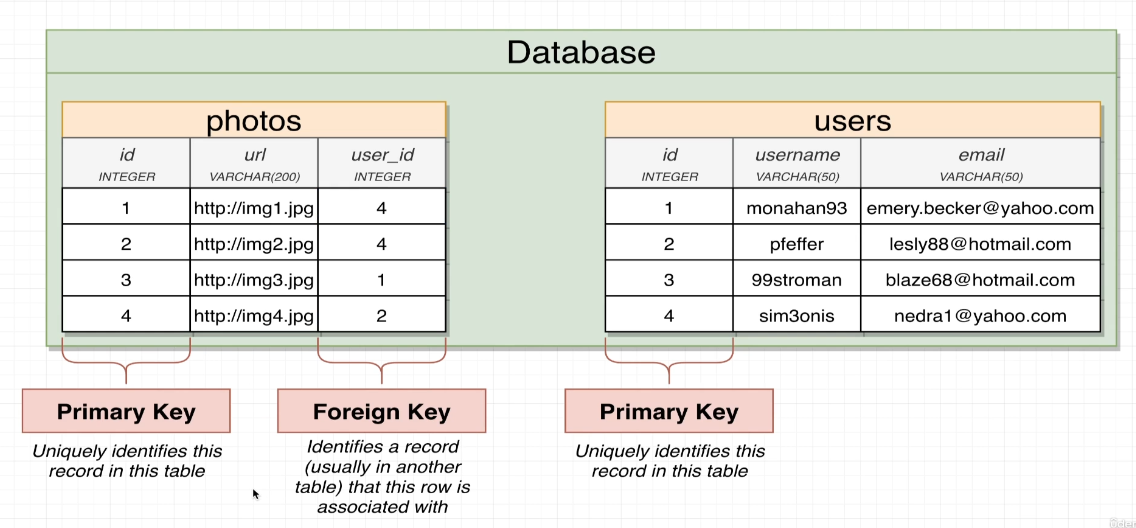 Database
photos
id url user_id
INTEGER VARCHAR(200) INTEGER
1 http://img1.jpg 4
2 http://img2.jpg 4
3 http://img3.jpg 1
4 http://img4.jpg 2
users
id username email
INTEGER VARCHAR(50) VARCHAR(50)
1 monahan93 emery.becker@yahoo.com
2 pfeffer lesly88@hotmail.com
3 99stroman blaze68@hotmail.com
4 sim3onis nedra1@yahoo.com
Primary Key
Uniquely identifies this
record in this table
Foreign Key
Identifies a record
(usually in another
table) that this row is
associated with
Primary Key
Uniquely identifies this
record in this table